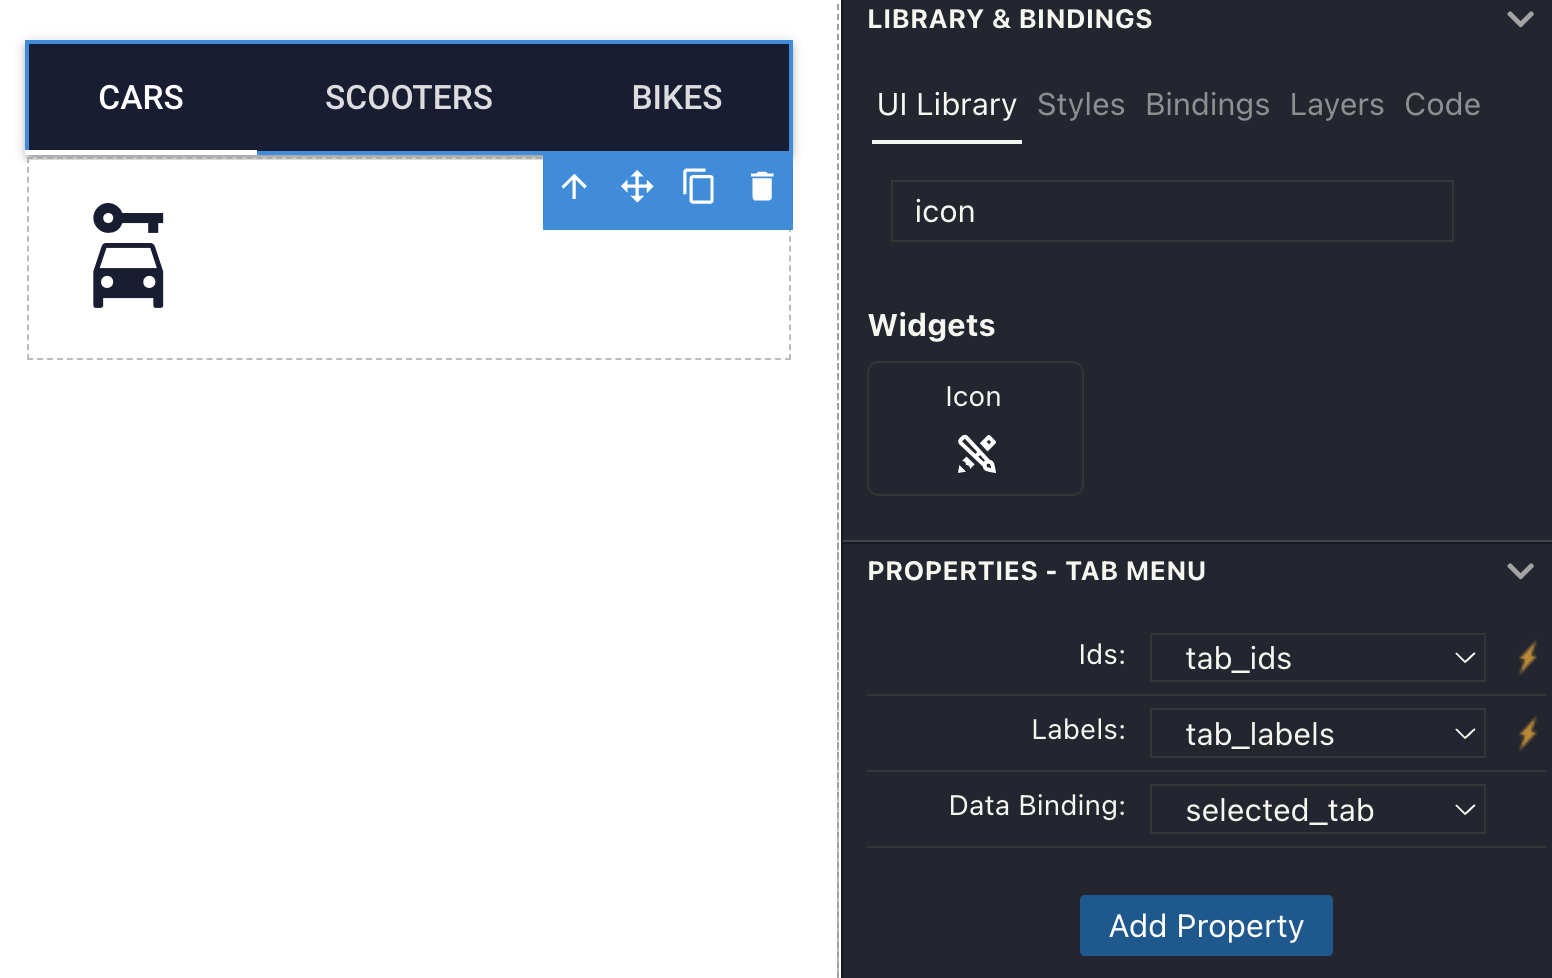 CARS SCOOTERS BIKES
LIBRARY & BINDINGS
UI Library Styles Bindings Layers Code
icon
Widgets
Icon
PROPERTIES - TAB MENU
Ids: tab_ids
Labels: tab_labels
Data Binding: selected_tab
Add Property